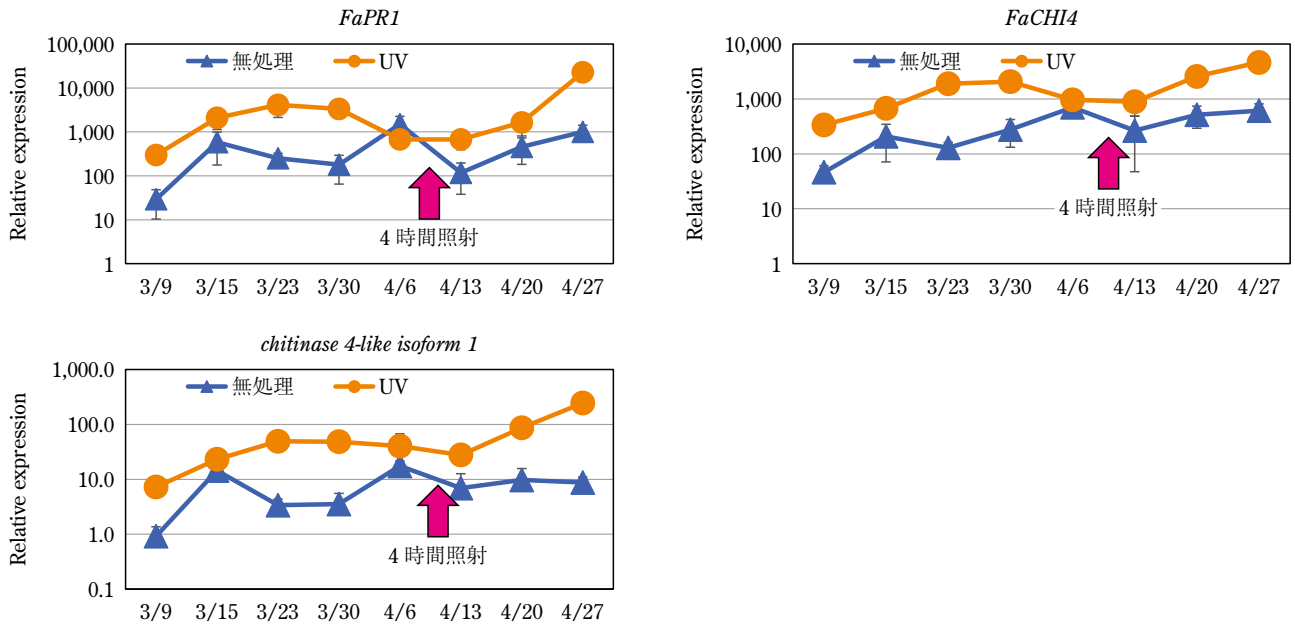 FaPR1
無処理 UV
Relative expression
100,000
10,000
1,000
100
10
1
4 時間照射
3/9 3/15 3/23 3/30 4/6 4/13 4/20 4/27
FaCHI4
無処理 UV
Relative expression
10,000
1,000
100
10
1
4 時間照射
3/9 3/15 3/23 3/30 4/6 4/13 4/20 4/27
chitinase 4-like isoform 1
無処理 UV
Relative expression
1,000.0
100.0
10.0
1.0
0.1
4 時間照射
3/9 3/15 3/23 3/30 4/6 4/13 4/20 4/27